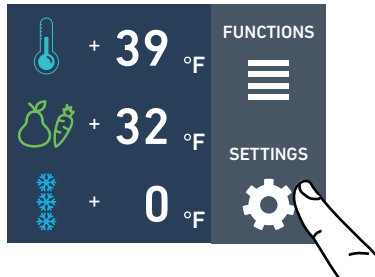 + 39 °F
FUNCTIONS
+ 32 °F
SETTINGS
+ 0 °F